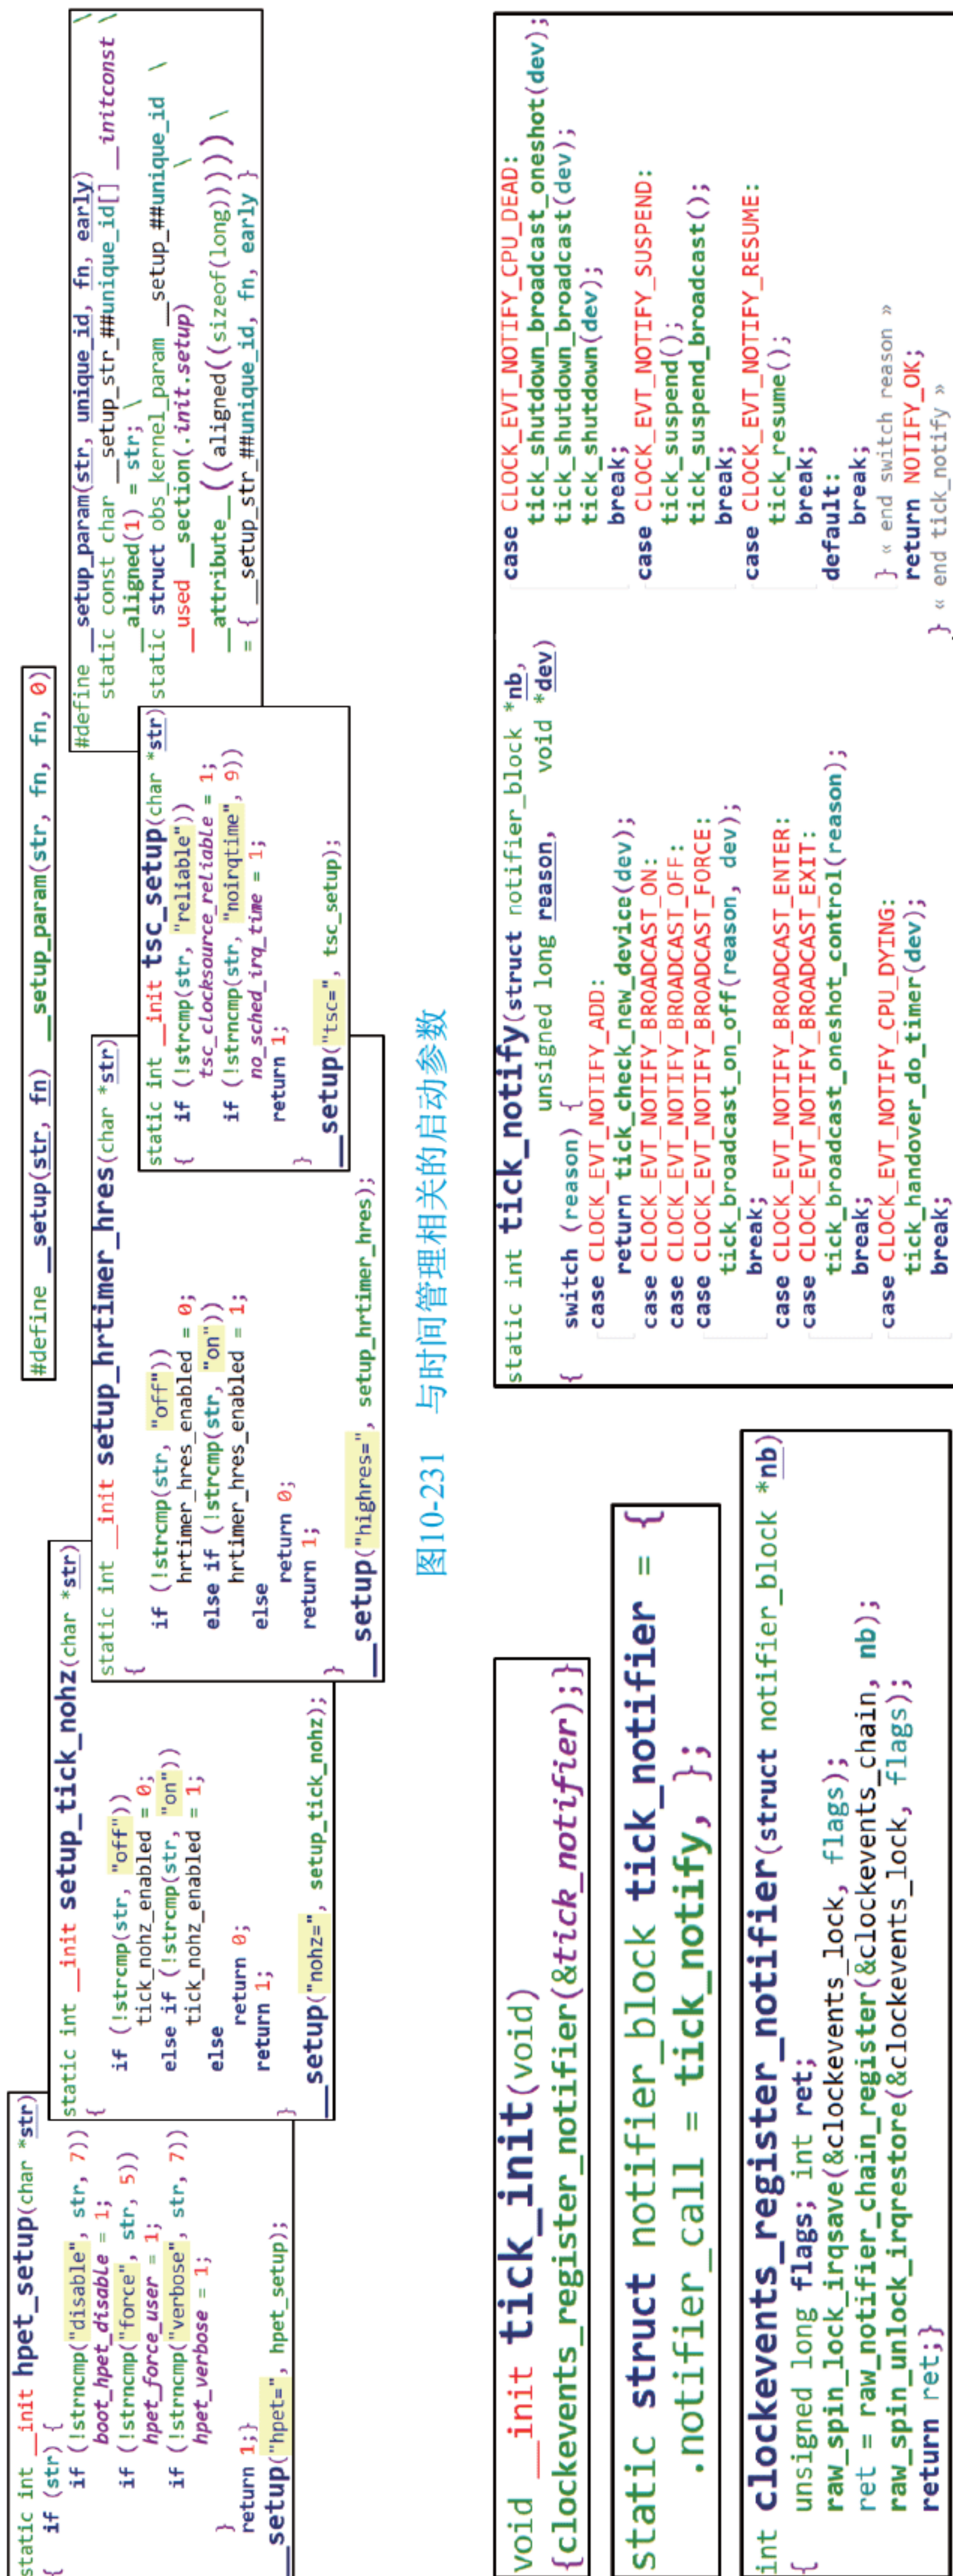 static int __init hpet_setup(char *str)
{ if (str) {
if (!strncmp("disable", str, 7))
boot_hpet_disable = 1;
if (!strncmp("force", str, 5))
hpet_force_user = 1;
if (!strncmp("verbose", str, 7))
hpet_verbose = 1;
}
return 1;}
__setup("hpet=", hpet_setup);
static int __init setup_tick_nohz(char *str)
{
if (!strcmp(str, "off"))
tick_nohz_enabled = 0;
else if (!strcmp(str, "on"))
tick_nohz_enabled = 1;
else
return 0;
return 1;
}
__setup("nohz=", setup_tick_nohz);
#define __setup(str, fn) __setup_param(str, fn, fn, 0)
static int __init setup_hrtimer_hres(char *str)
{
if (!strcmp(str, "off"))
hrtimer_hres_enabled = 0;
else if (!strcmp(str, "on"))
hrtimer_hres_enabled = 1;
else
return 0;
return 1;
}
__setup("highres=", setup_hrtimer_hres);
static int __init tsc_setup(char *str)
{ if (!strcmp(str, "reliable"))
tsc_clocksource_reliable = 1;
if (!strncmp(str, "noirqtime", 9))
no_sched_irq_time = 1;
return 1;
}
__setup("tsc=", tsc_setup);
#define __setup_param(str, unique_id, fn, early) \
static const char __setup_str_##unique_id[] __initconst \
__aligned(1) = str; \
static struct obs_kernel_param __setup_##unique_id \
__used __section(.init.setup) \
__attribute__((aligned((sizeof(long))))) \
= { __setup_str_##unique_id, fn, early }
图10-231 与时间管理相关的启动参数
void __init tick_init(void)
{clockevents_register_notifier(&tick_notifier);}
static struct notifier_block tick_notifier = {
.notifier_call = tick_notify, };
int clockevents_register_notifier(struct notifier_block *nb)
{ unsigned long flags; int ret;
raw_spin_lock_irqsave(&clockevents_lock, flags);
ret = raw_notifier_chain_register(&clockevents_chain, nb);
raw_spin_unlock_irqrestore(&clockevents_lock, flags);
return ret;}
static int tick_notify(struct notifier_block *nb,
unsigned long reason, void *dev)
{ switch (reason) {
case CLOCK_EVT_NOTIFY_ADD:
return tick_check_new_device(dev);
case CLOCK_EVT_NOTIFY_BROADCAST_ON:
case CLOCK_EVT_NOTIFY_BROADCAST_OFF:
case CLOCK_EVT_NOTIFY_BROADCAST_FORCE:
tick_broadcast_on_off(reason, dev);
break;
case CLOCK_EVT_NOTIFY_BROADCAST_ENTER:
case CLOCK_EVT_NOTIFY_BROADCAST_EXIT:
tick_broadcast_oneshot_control(reason);
break;
case CLOCK_EVT_NOTIFY_CPU_DYING:
tick_handover_do_timer(dev);
break;
case CLOCK_EVT_NOTIFY_CPU_DEAD:
tick_shutdown_broadcast_oneshot(dev);
tick_shutdown_broadcast(dev);
tick_shutdown(dev);
break;
case CLOCK_EVT_NOTIFY_SUSPEND:
tick_suspend();
tick_suspend_broadcast();
break;
case CLOCK_EVT_NOTIFY_RESUME:
tick_resume();
break;
default:
break;
} « end switch reason »
return NOTIFY_OK;
} « end tick_notify »